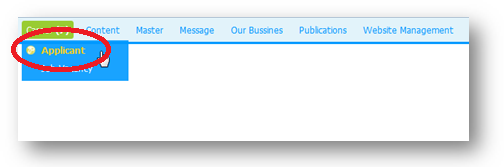 Content Master Message Our Bussines Publications Website Management
Applicant